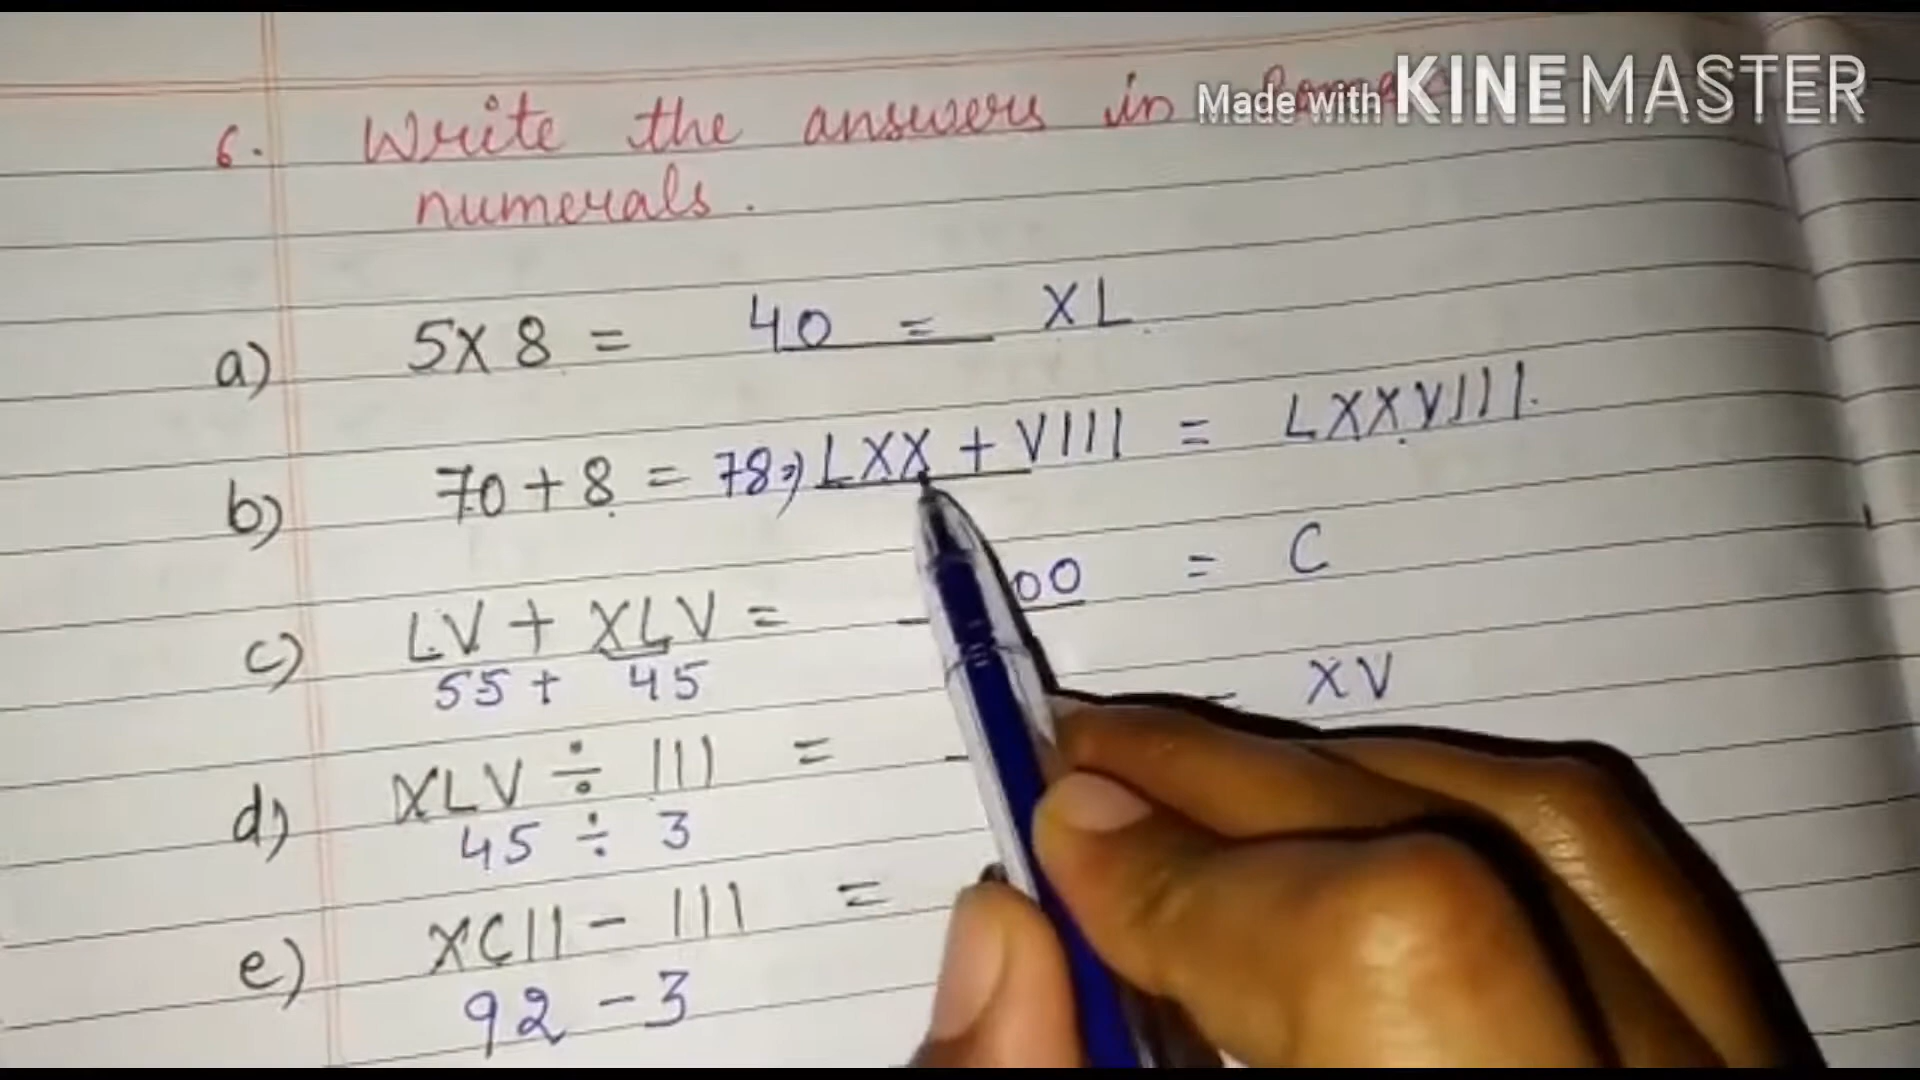 Made with KINEMASTER
6. Write the answers in
numerals.
a) 5X8 = 40 = XL
b) 70+8 = 78 LXX + VIII = LXXVIII.
c) LV + XLV = 00 = C
55 + 45
d) XLV ÷ III = XV
45 ÷ 3
e) XCII - III =
92 - 3